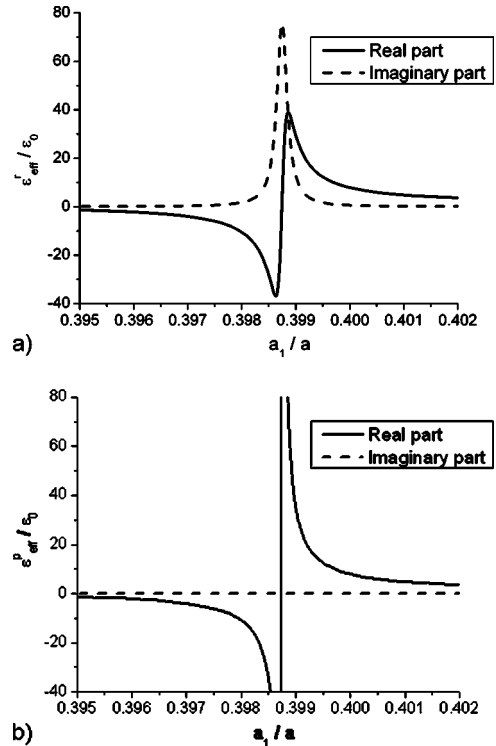 80
60
40
20
0
-20
-40
ε^r_eff / ε_0
Real part
Imaginary part
0.395 0.396 0.397 0.398 0.399 0.400 0.401 0.402
a_1 / a
a)
80
60
40
20
0
-20
-40
ε^p_eff / ε_0
Real part
Imaginary part
0.395 0.396 0.397 0.398 0.399 0.400 0.401 0.402
a_1 / a
b)